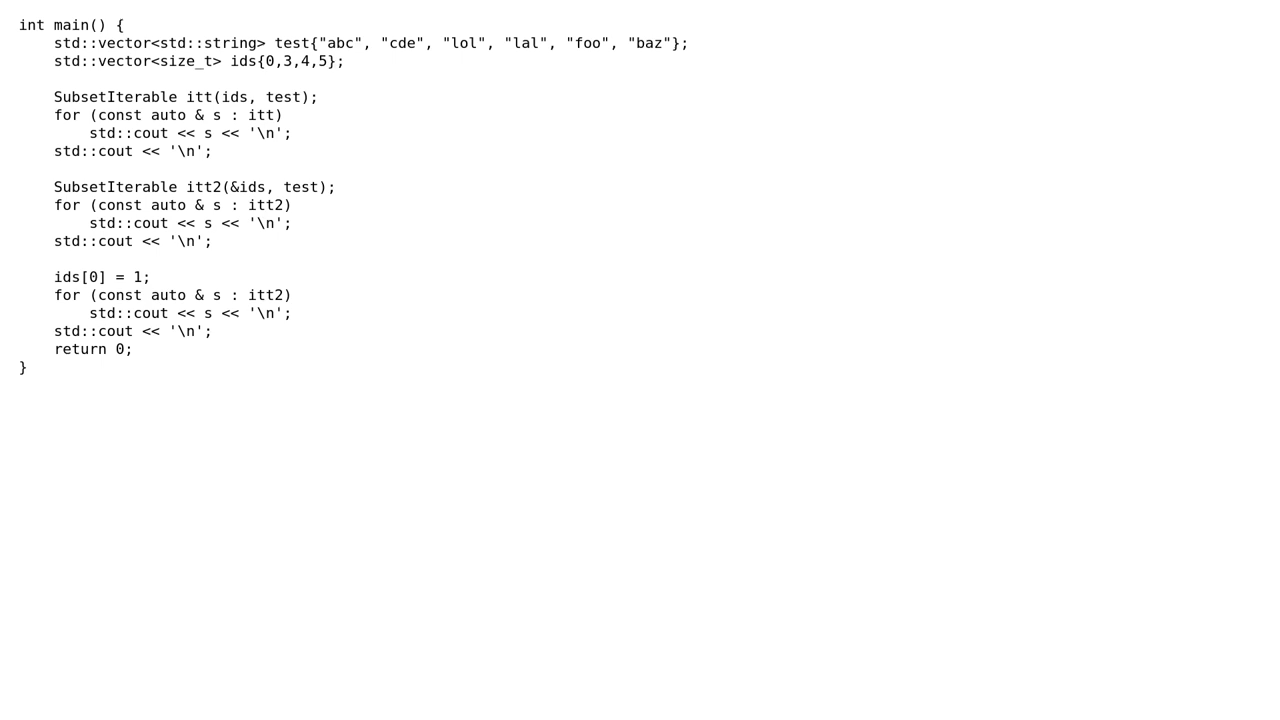 int main() {
    std::vector<std::string> test{"abc", "cde", "lol", "lal", "foo", "baz"};
    std::vector<size_t> ids{0,3,4,5};

    SubsetIterable itt(ids, test);
    for (const auto & s : itt)
        std::cout << s << '\n';
    std::cout << '\n';

    SubsetIterable itt2(&ids, test);
    for (const auto & s : itt2)
        std::cout << s << '\n';
    std::cout << '\n';

    ids[0] = 1;
    for (const auto & s : itt2)
        std::cout << s << '\n';
    std::cout << '\n';
    return 0;
}